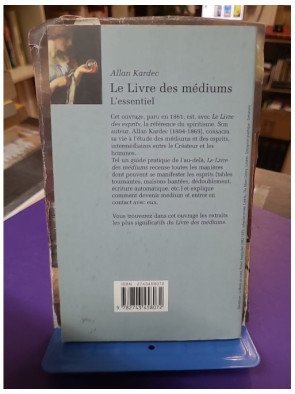 Allan Kardec
Le Livre des médiums
L'essentiel
Cet ouvrage, paru en 1861, est, avec Le Livre
des esprits, la référence du spiritisme. Son
auteur, Allan Kardec (1804-1869), consacra
sa vie à l'étude des médiums et des esprits,
intermédiaires entre le Créateur et les
hommes.
Tel un guide pratique de l'au-delà, Le Livre
des médiums recense toutes les manières
dont peuvent se manifester les esprits (tables
tournantes, maisons hantées, dédoublement,
écriture automatique, etc.) et explique
comment devenir médium et entrer en
contact avec eux.
Vous trouverez dans cet ouvrage les extraits
les plus significatifs du Livre des médiums.
ISBN : 2743458072
9 782743 458072